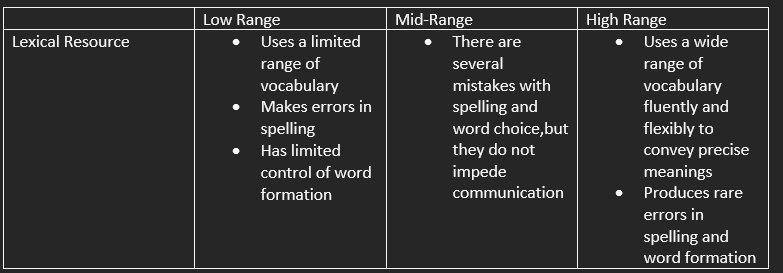 Low Range
Mid-Range
High Range
Lexical Resource
• Uses a limited
range of
vocabulary
• Makes errors in
spelling
• Has limited
control of word
formation
• There are
several
mistakes with
spelling and
word choice,but
they do not
impede
communication
• Uses a wide
range of
vocabulary
fluently and
flexibly to
convey precise
meanings
• Produces rare
errors in
spelling and
word formation